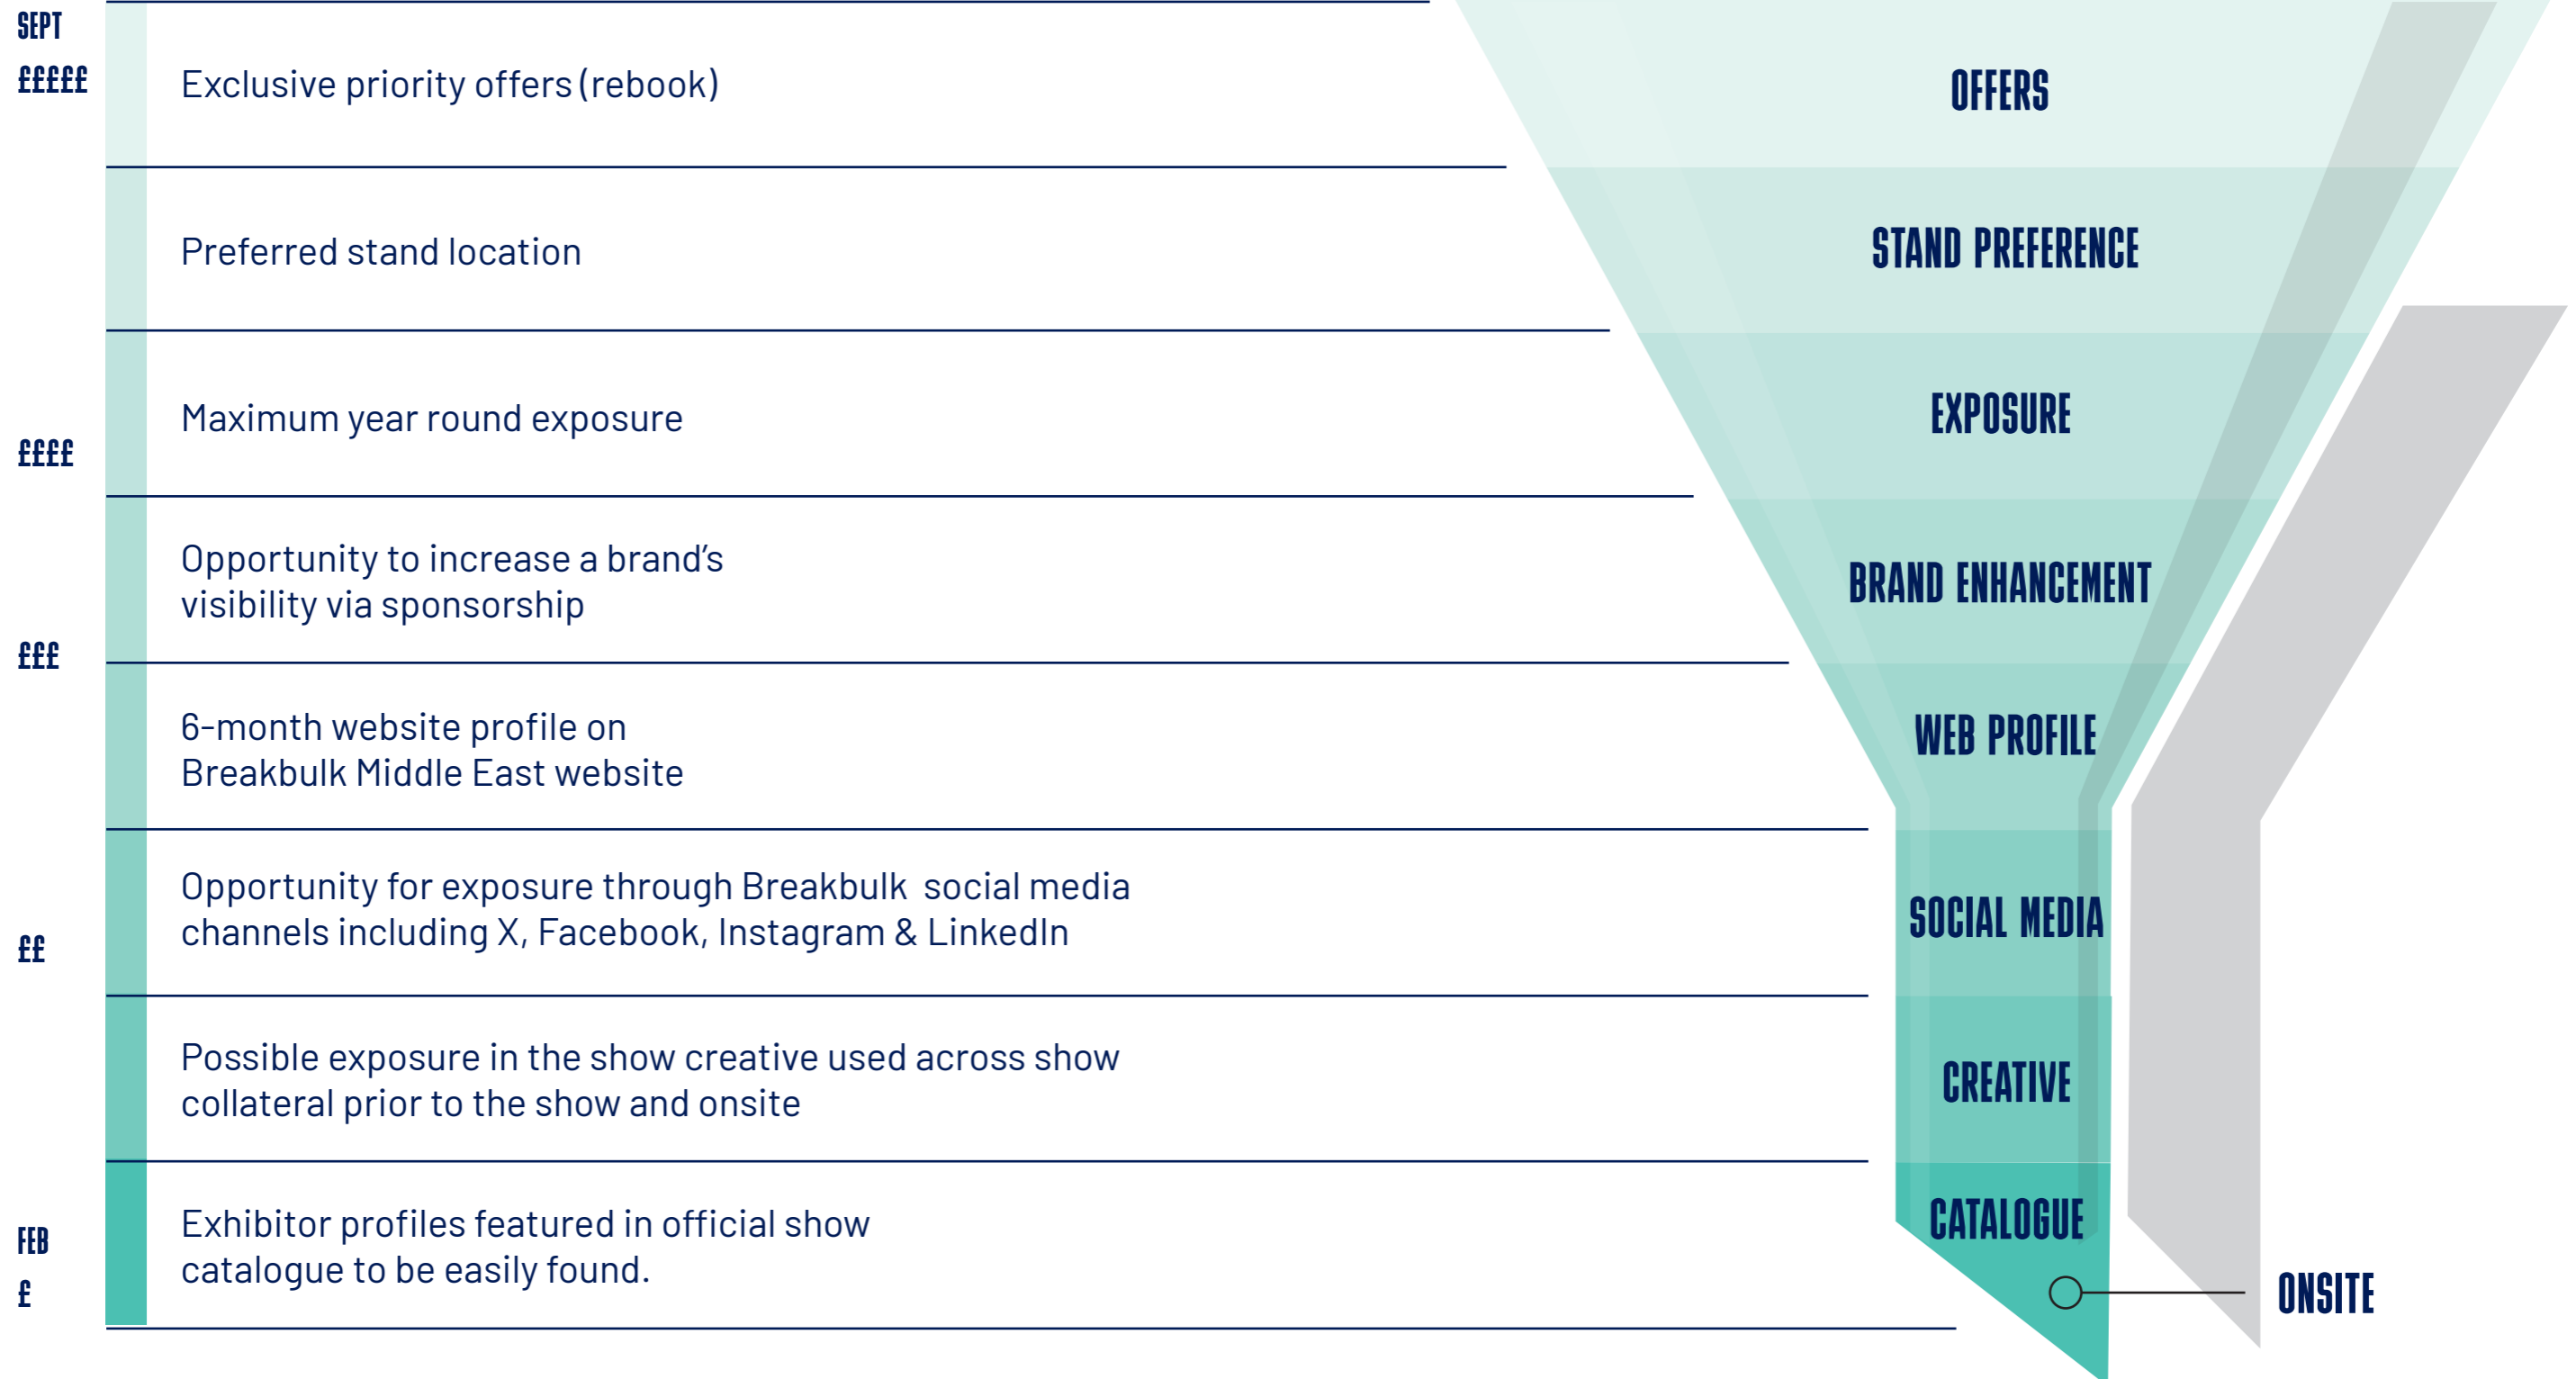 SEPT
£££££
Exclusive priority offers (rebook)
OFFERS
Preferred stand location
STAND PREFERENCE
Maximum year round exposure
EXPOSURE
££££
Opportunity to increase a brand’s
visibility via sponsorship
BRAND ENHANCEMENT
£££
6-month website profile on
Breakbulk Middle East website
WEB PROFILE
Opportunity for exposure through Breakbulk  social media
channels including X, Facebook, Instagram & LinkedIn
SOCIAL MEDIA
££
Possible exposure in the show creative used across show
collateral prior to the show and onsite
CREATIVE
Exhibitor profiles featured in official show
catalogue to be easily found.
CATALOGUE
FEB
£
ONSITE